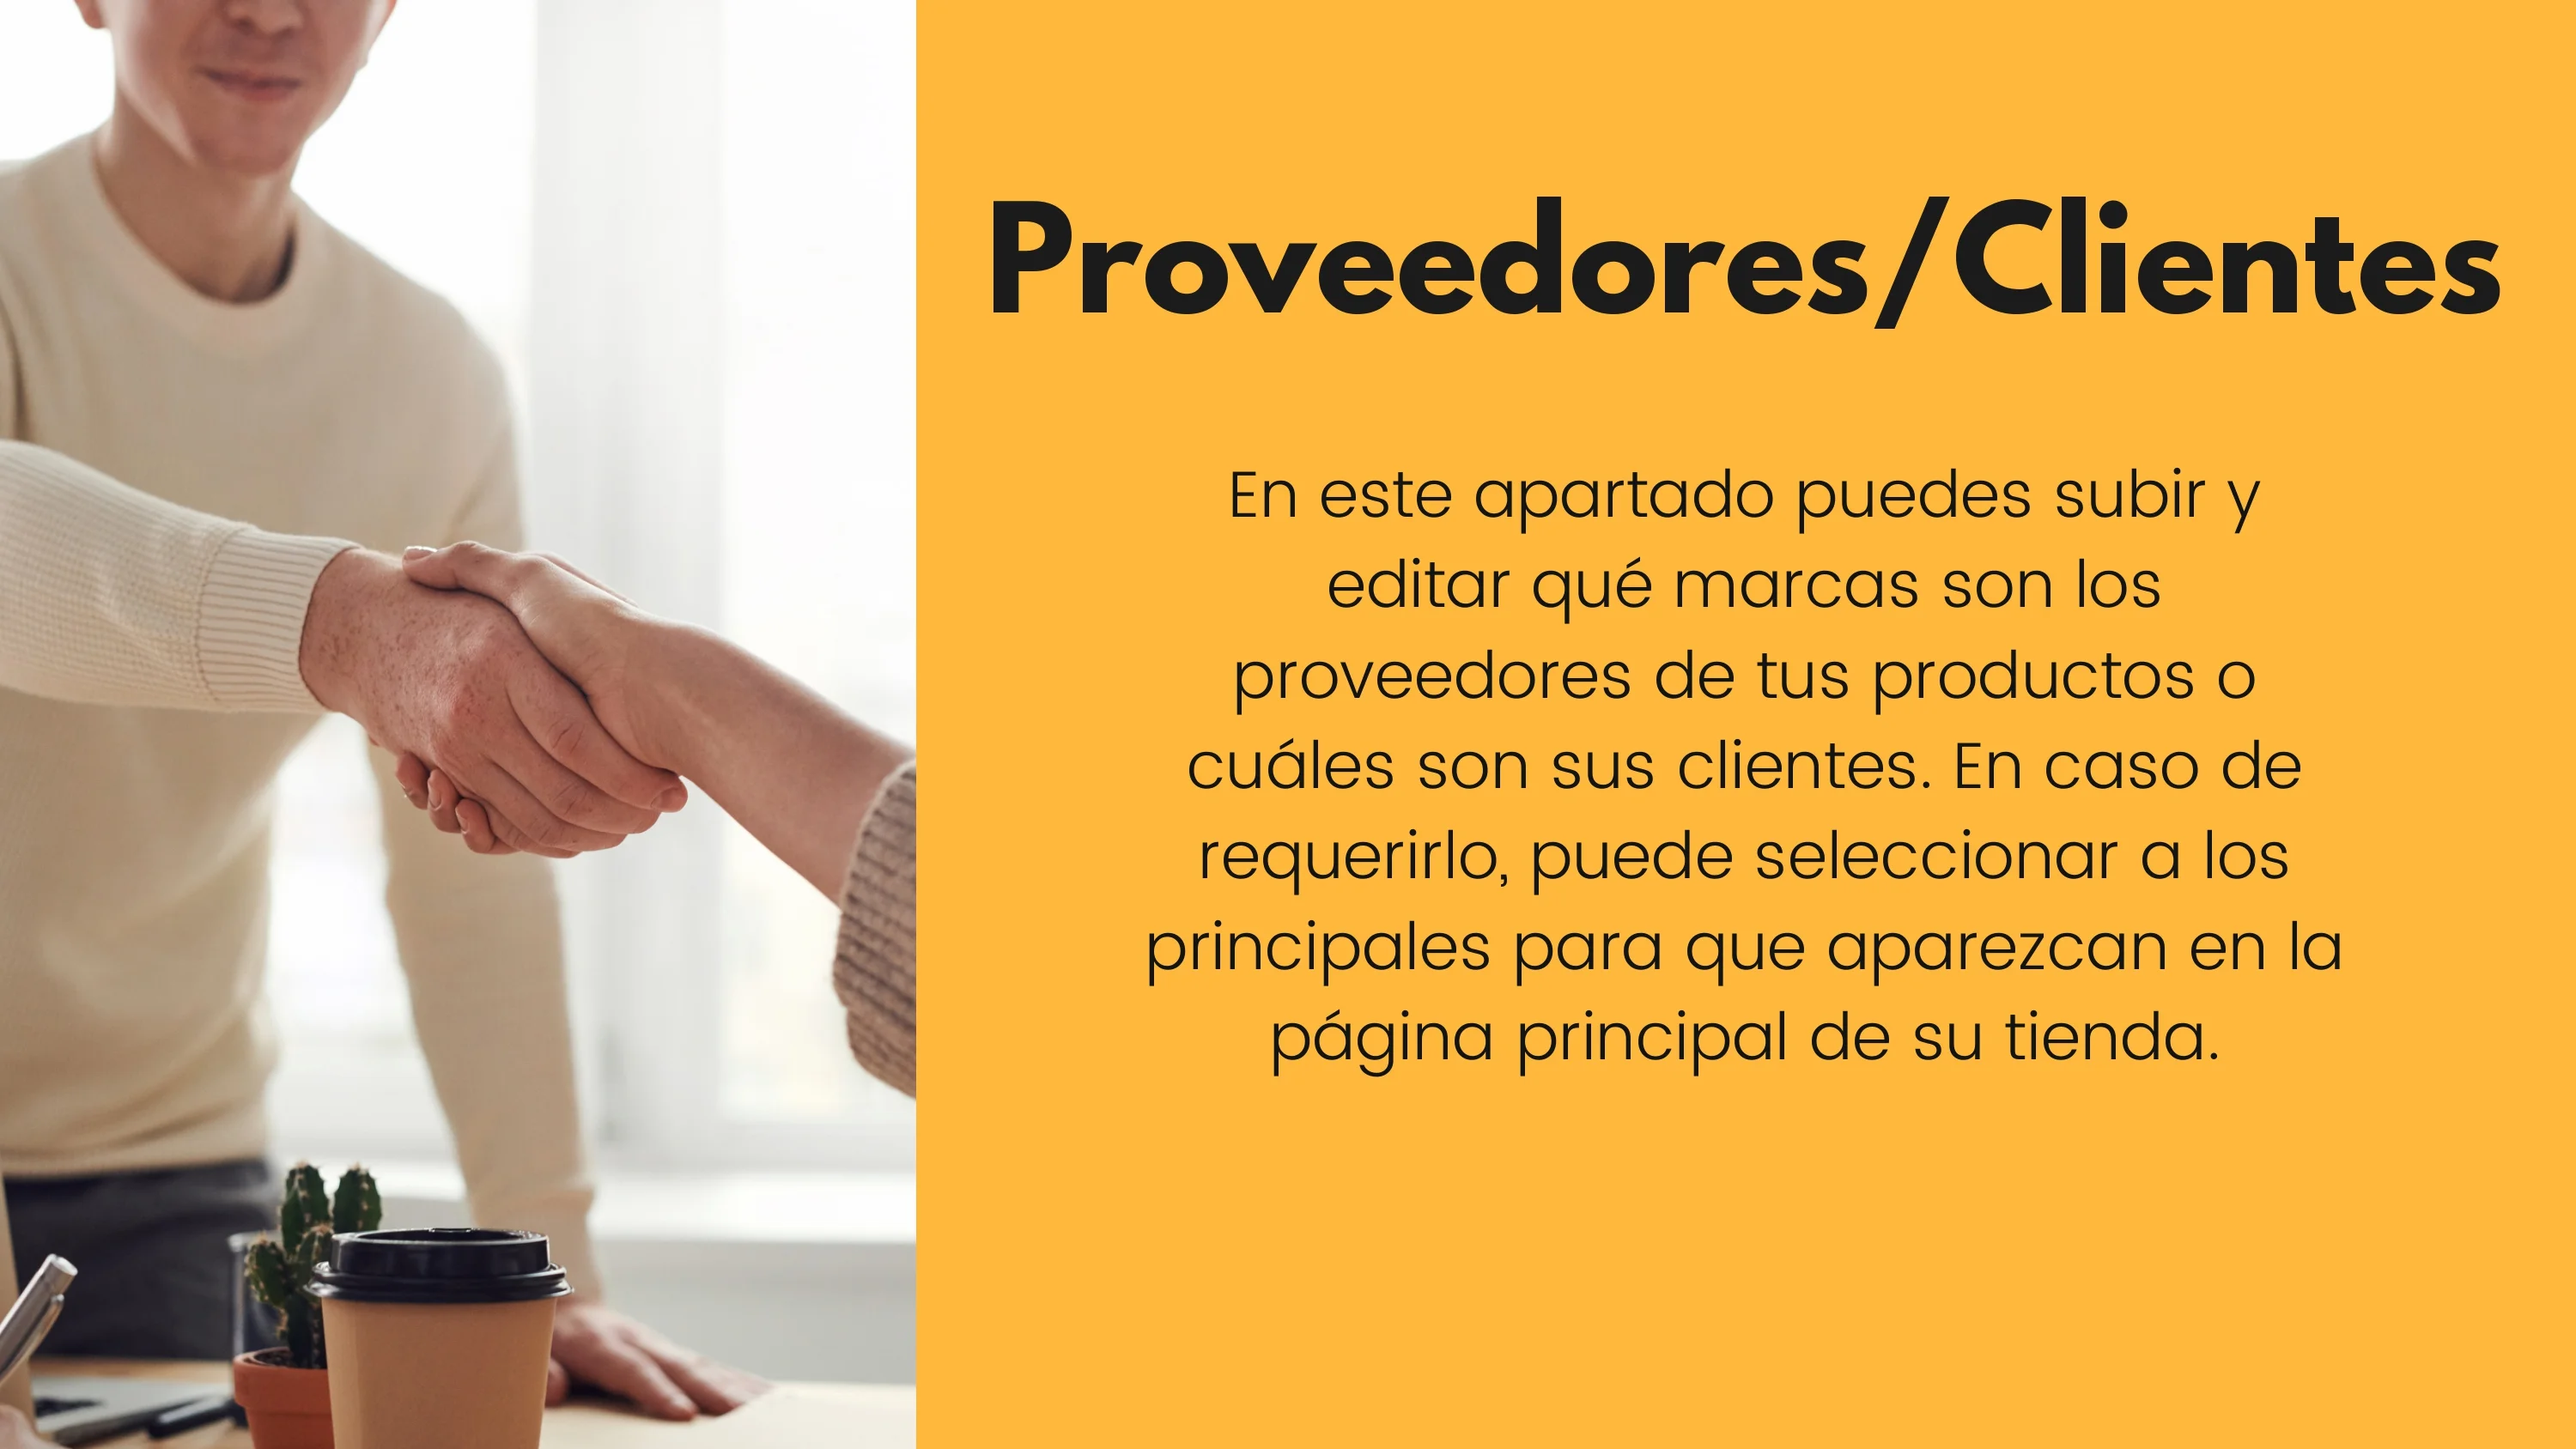 Proveedores/Clientes
En este apartado puedes subir y
editar qué marcas son los
proveedores de tus productos o
cuáles son sus clientes. En caso de
requerirlo, puede seleccionar a los
principales para que aparezcan en la
página principal de su tienda.